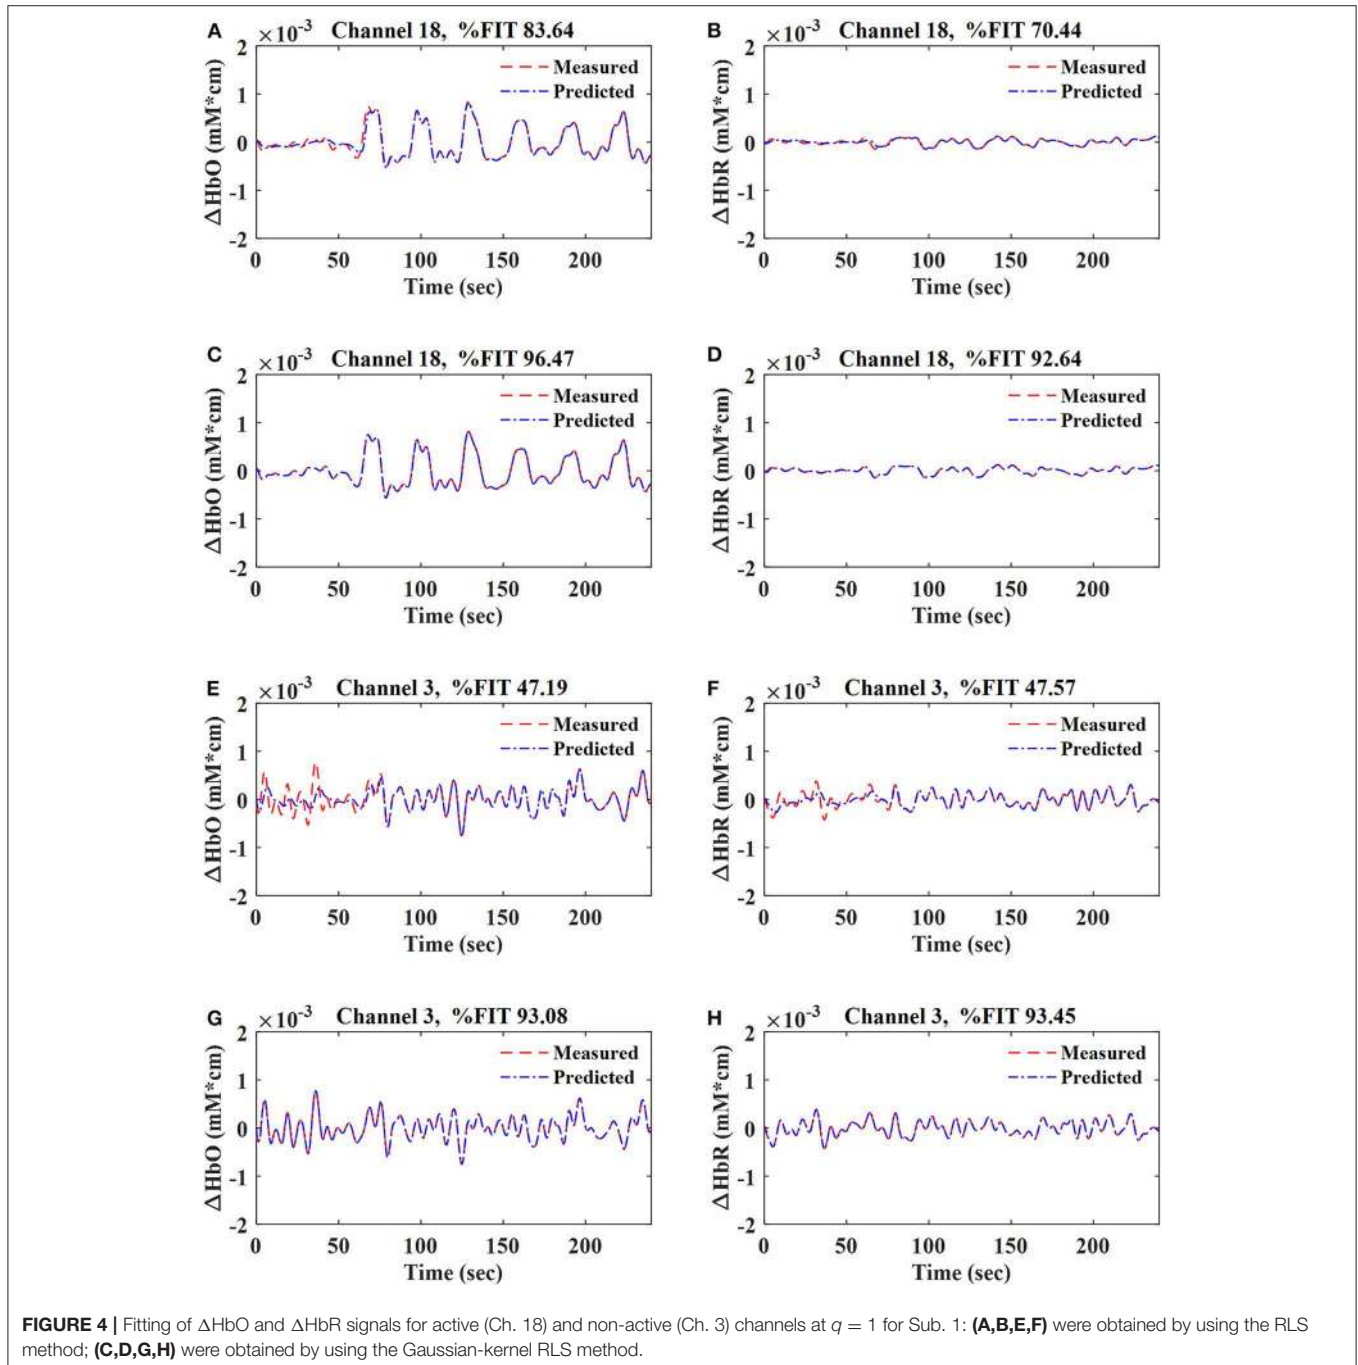 A ×10⁻³ Channel 18, %FIT 83.64
2
1
0
-1
-2
ΔHbO (mM*cm)
Measured
Predicted
0 50 100 150 200
Time (sec)
B ×10⁻³ Channel 18, %FIT 70.44
2
1
0
-1
-2
ΔHbR (mM*cm)
Measured
Predicted
0 50 100 150 200
Time (sec)
C ×10⁻³ Channel 18, %FIT 96.47
2
1
0
-1
-2
ΔHbO (mM*cm)
Measured
Predicted
0 50 100 150 200
Time (sec)
D ×10⁻³ Channel 18, %FIT 92.64
2
1
0
-1
-2
ΔHbR (mM*cm)
Measured
Predicted
0 50 100 150 200
Time (sec)
E ×10⁻³ Channel 3, %FIT 47.19
2
1
0
-1
-2
ΔHbO (mM*cm)
Measured
Predicted
0 50 100 150 200
Time (sec)
F ×10⁻³ Channel 3, %FIT 47.57
2
1
0
-1
-2
ΔHbR (mM*cm)
Measured
Predicted
0 50 100 150 200
Time (sec)
G ×10⁻³ Channel 3, %FIT 93.08
2
1
0
-1
-2
ΔHbO (mM*cm)
Measured
Predicted
0 50 100 150 200
Time (sec)
H ×10⁻³ Channel 3, %FIT 93.45
2
1
0
-1
-2
ΔHbR (mM*cm)
Measured
Predicted
0 50 100 150 200
Time (sec)
FIGURE 4 | Fitting of ΔHbO and ΔHbR signals for active (Ch. 18) and non-active (Ch. 3) channels at q = 1 for Sub. 1: (A,B,E,F) were obtained by using the RLS
method; (C,D,G,H) were obtained by using the Gaussian-kernel RLS method.